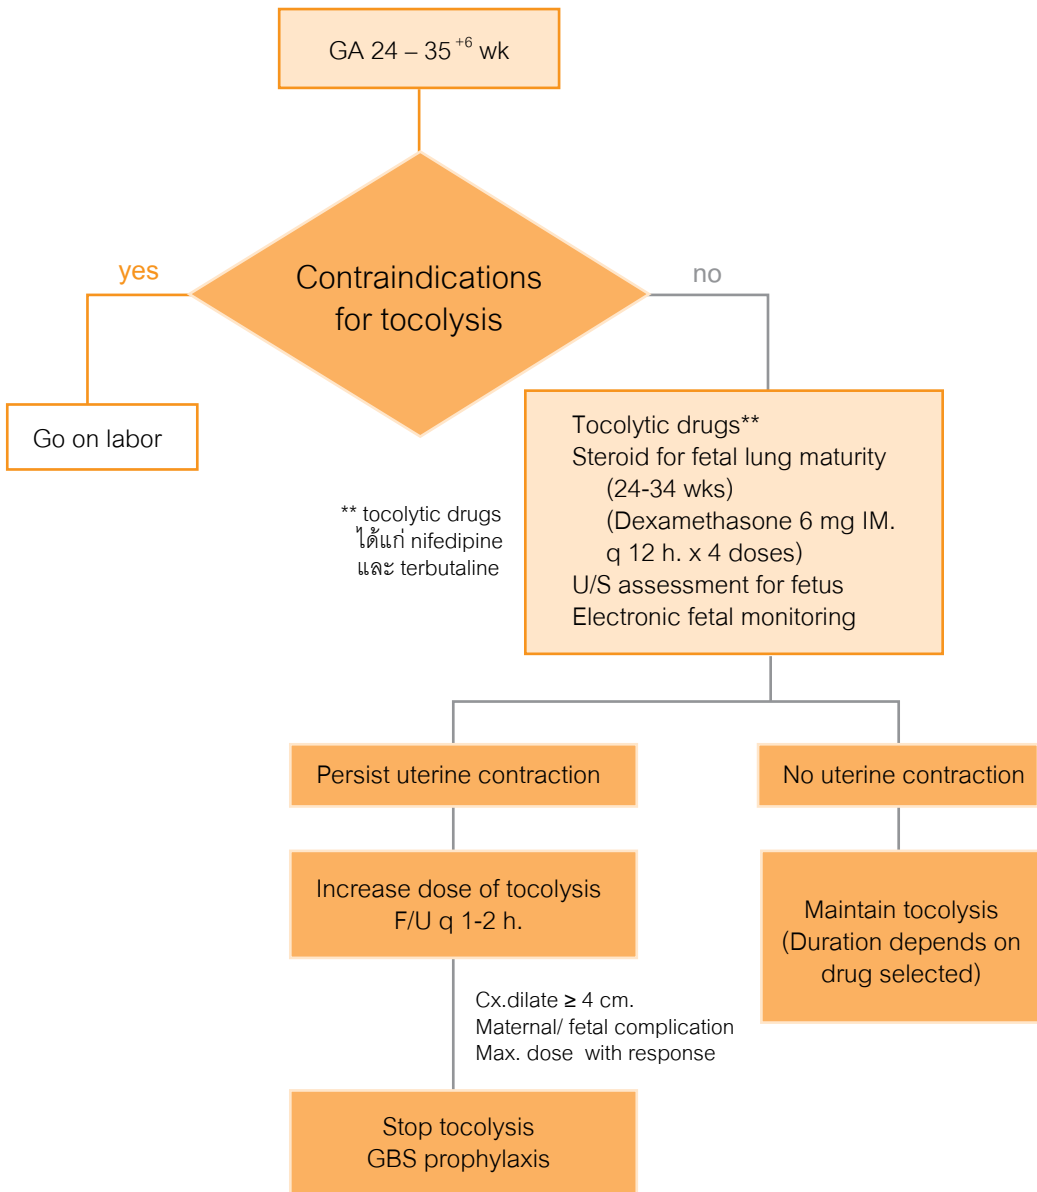 GA 24 – 35⁺⁶ wk
Contraindications
for tocolysis
yes
no
Go on labor
Tocolytic drugs**
Steroid for fetal lung maturity
(24-34 wks)
(Dexamethasone 6 mg IM.
q 12 h. x 4 doses)
U/S assessment for fetus
Electronic fetal monitoring
** tocolytic drugs
ได้แก่ nifedipine
และ terbutaline
Persist uterine contraction
No uterine contraction
Increase dose of tocolysis
F/U q 1-2 h.
Maintain tocolysis
(Duration depends on
drug selected)
Cx.dilate ≥ 4 cm.
Maternal/ fetal complication
Max. dose with response
Stop tocolysis
GBS prophylaxis